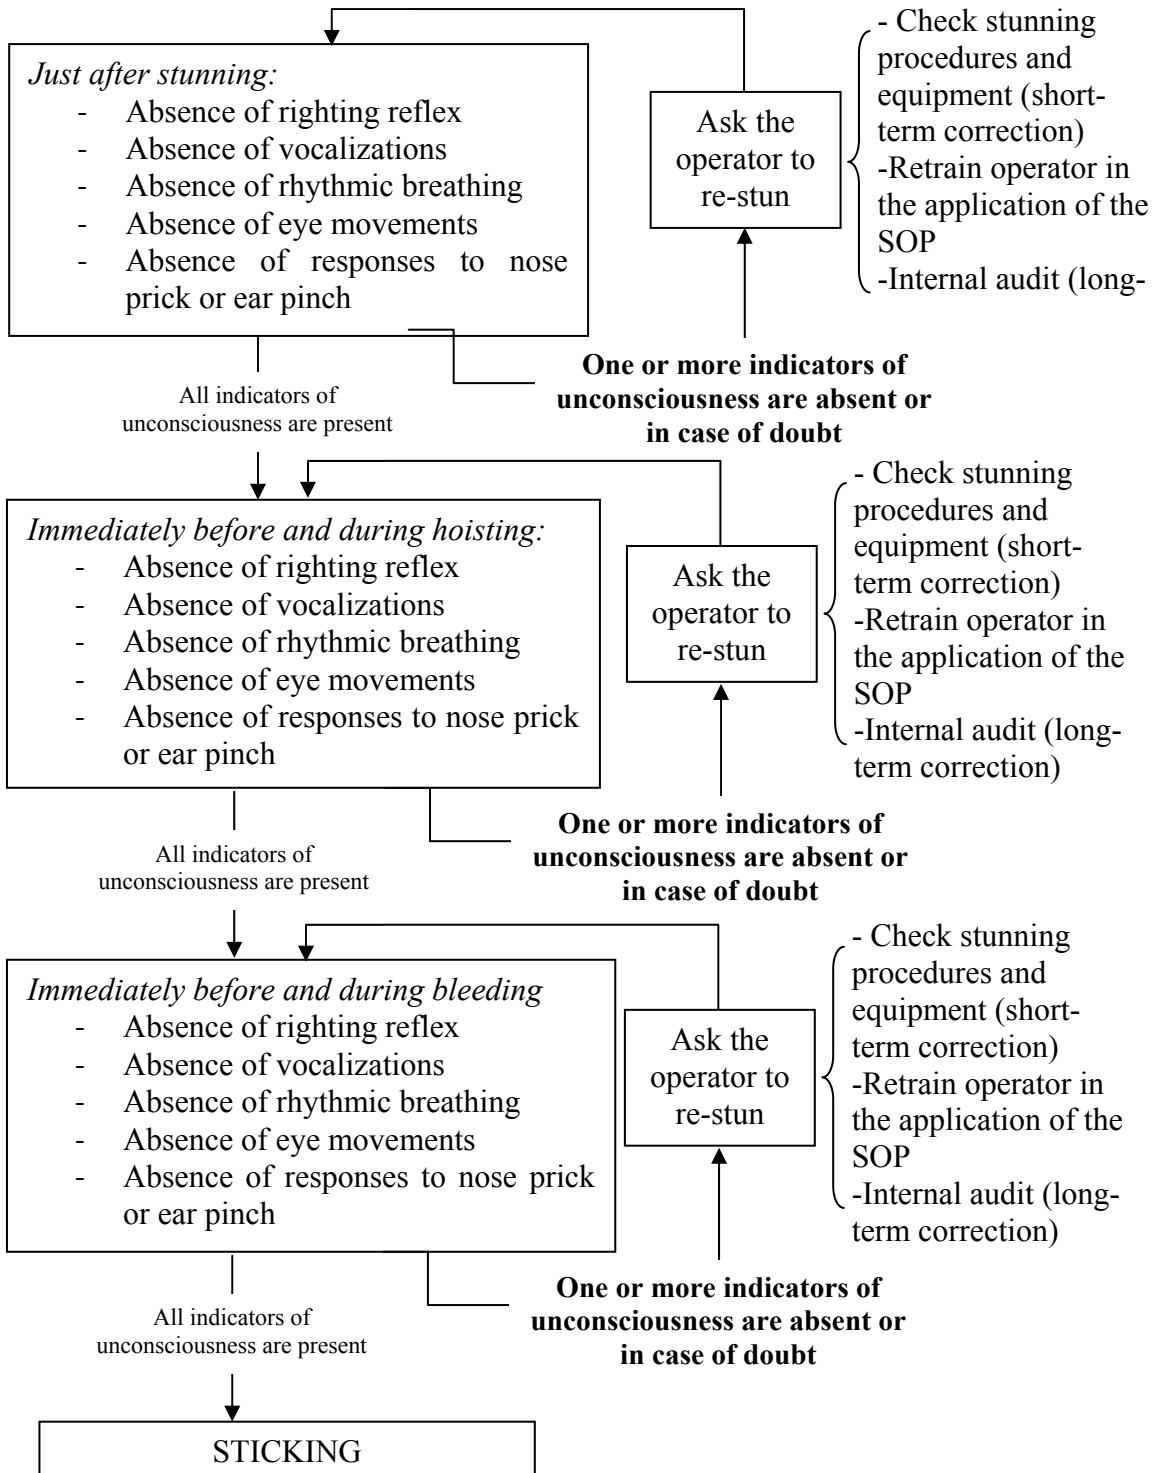 Just after stunning:
- Absence of righting reflex
- Absence of vocalizations
- Absence of rhythmic breathing
- Absence of eye movements
- Absence of responses to nose
prick or ear pinch
Ask the
operator to
re-stun
- Check stunning
procedures and
equipment (short-
term correction)
-Retrain operator in
the application of the
SOP
-Internal audit (long-
All indicators of
unconsciousness are present
One or more indicators of
unconsciousness are absent or
in case of doubt
Immediately before and during hoisting:
- Absence of righting reflex
- Absence of vocalizations
- Absence of rhythmic breathing
- Absence of eye movements
- Absence of responses to nose prick
or ear pinch
Ask the
operator to
re-stun
- Check stunning
procedures and
equipment (short-
term correction)
-Retrain operator in
the application of the
SOP
-Internal audit (long-
term correction)
All indicators of
unconsciousness are present
One or more indicators of
unconsciousness are absent or
in case of doubt
Immediately before and during bleeding
- Absence of righting reflex
- Absence of vocalizations
- Absence of rhythmic breathing
- Absence of eye movements
- Absence of responses to nose prick
or ear pinch
Ask the
operator to
re-stun
- Check stunning
procedures and
equipment (short-
term correction)
-Retrain operator in
the application of the
SOP
-Internal audit (long-
term correction)
All indicators of
unconsciousness are present
One or more indicators of
unconsciousness are absent or
in case of doubt
STICKING